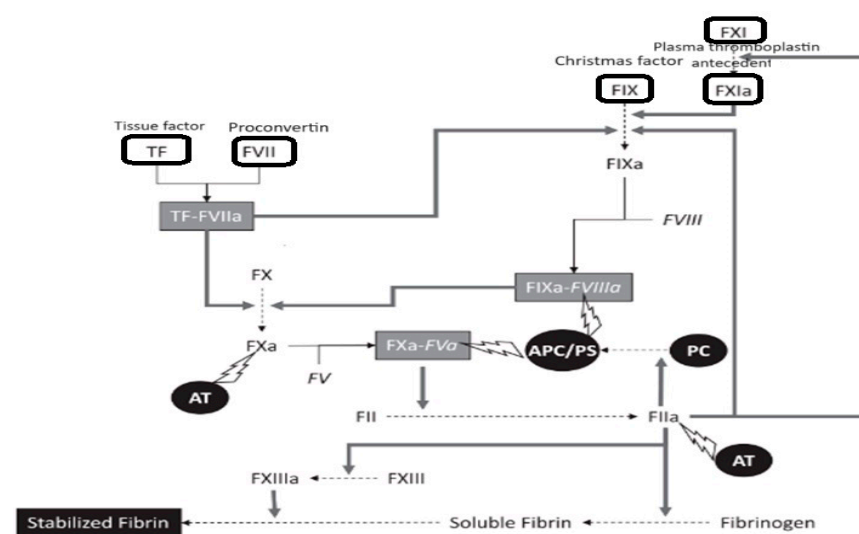 FXI
Plasma thromboplastin
antecedent
Christmas factor
FIX
FXIa
Tissue factor
Proconvertin
TF
FVII
FIXa
TF-FVIIa
FVIII
FX
FIXa-FVIIIa
FXa
FXa-FVa
APC/PS
PC
FV
AT
FII
FIIa
AT
FXIIIa
FXIII
Stabilized Fibrin
Soluble Fibrin
Fibrinogen